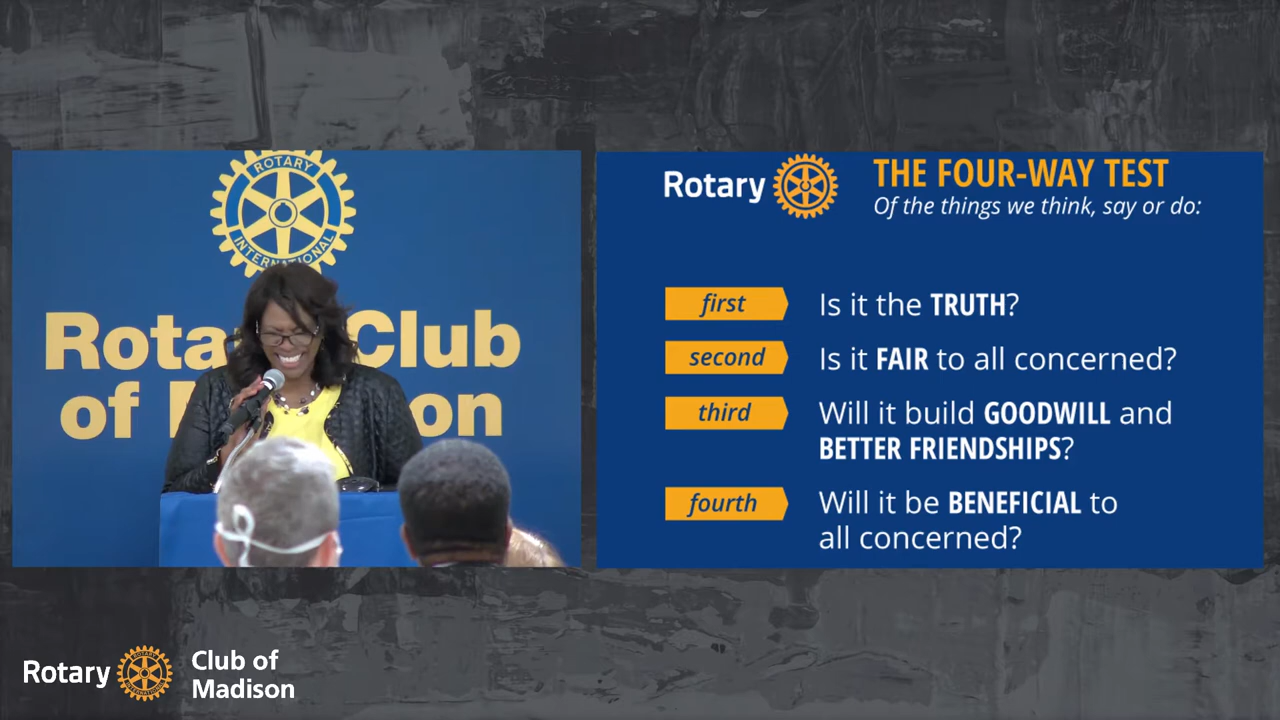 ROTARY
INTERNATIONAL
Rota Club
of on
Rotary
THE FOUR-WAY TEST
Of the things we think, say or do:
first
Is it the TRUTH?
second
Is it FAIR to all concerned?
third
Will it build GOODWILL and
BETTER FRIENDSHIPS?
fourth
Will it be BENEFICIAL to
all concerned?
Rotary
Club of
Madison